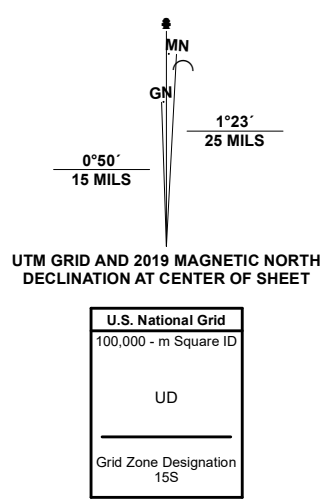 MN
GN
1°23´
25 MILS
0°50´
15 MILS
UTM GRID AND 2019 MAGNETIC NORTH
DECLINATION AT CENTER OF SHEET
U.S. National Grid
100,000 - m Square ID
UD
Grid Zone Designation
15S